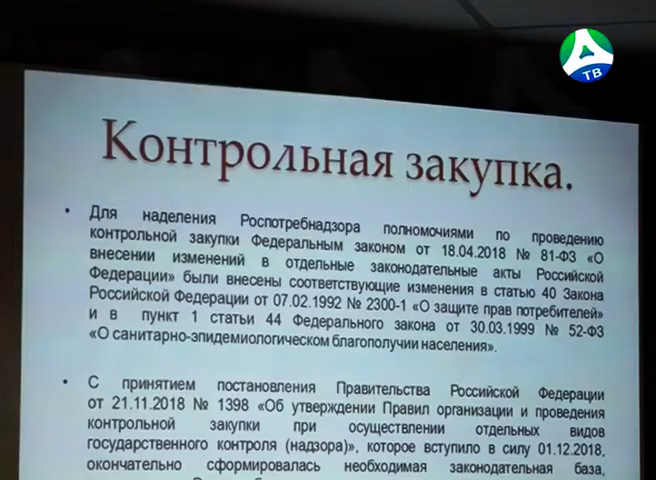 ТВ
Контрольная закупка.
• Для наделения Роспотребнадзора полномочиями по проведению
контрольной закупки Федеральным законом от 18.04.2018 № 81-ФЗ «О
внесении изменений в отдельные законодательные акты Российской
Федерации» были внесены соответствующие изменения в статью 40 Закона
Российской Федерации от 07.02.1992 № 2300-1 «О защите прав потребителей»
и в пункт 1 статьи 44 Федерального закона от 30.03.1999 № 52-ФЗ
«О санитарно-эпидемиологическом благополучии населения».
• С принятием постановления Правительства Российской Федерации
от 21.11.2018 № 1398 «Об утверждении Правил организации и проведения
контрольной закупки при осуществлении отдельных видов
государственного контроля (надзора)», которое вступило в силу 01.12.2018,
окончательно сформировалась необходимая законодательная база,